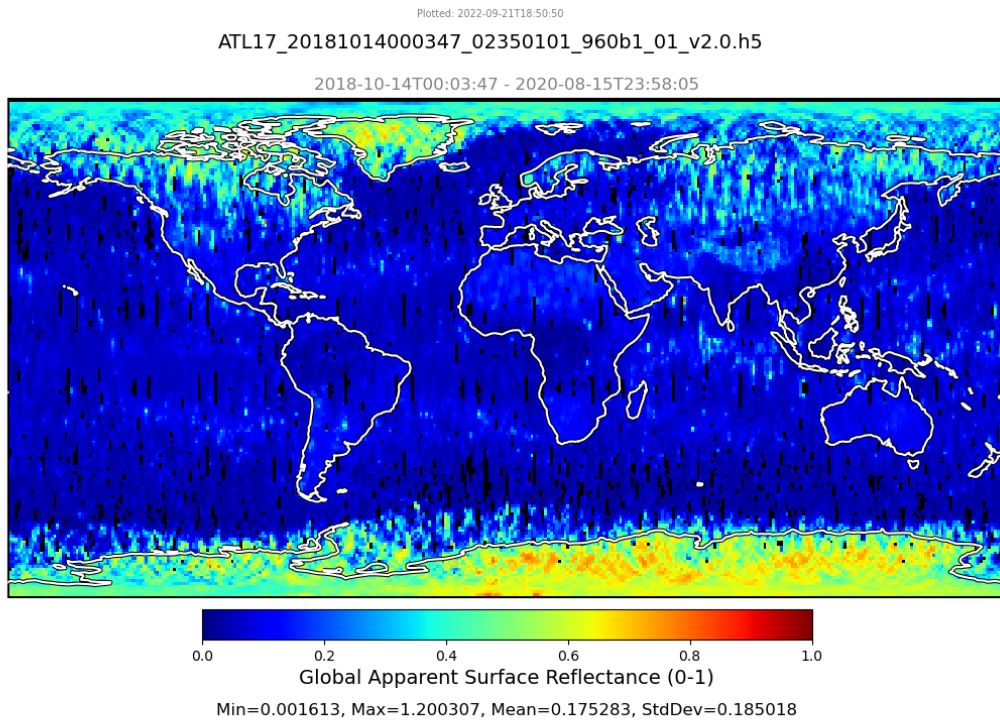 Plotted: 2022-09-21T18:50:50
ATL17_20181014000347_02350101_960b1_01_v2.0.h5
2018-10-14T00:03:47 - 2020-08-15T23:58:05
0.0 0.2 0.4 0.6 0.8 1.0
Global Apparent Surface Reflectance (0-1)
Min=0.001613, Max=1.200307, Mean=0.175283, StdDev=0.185018